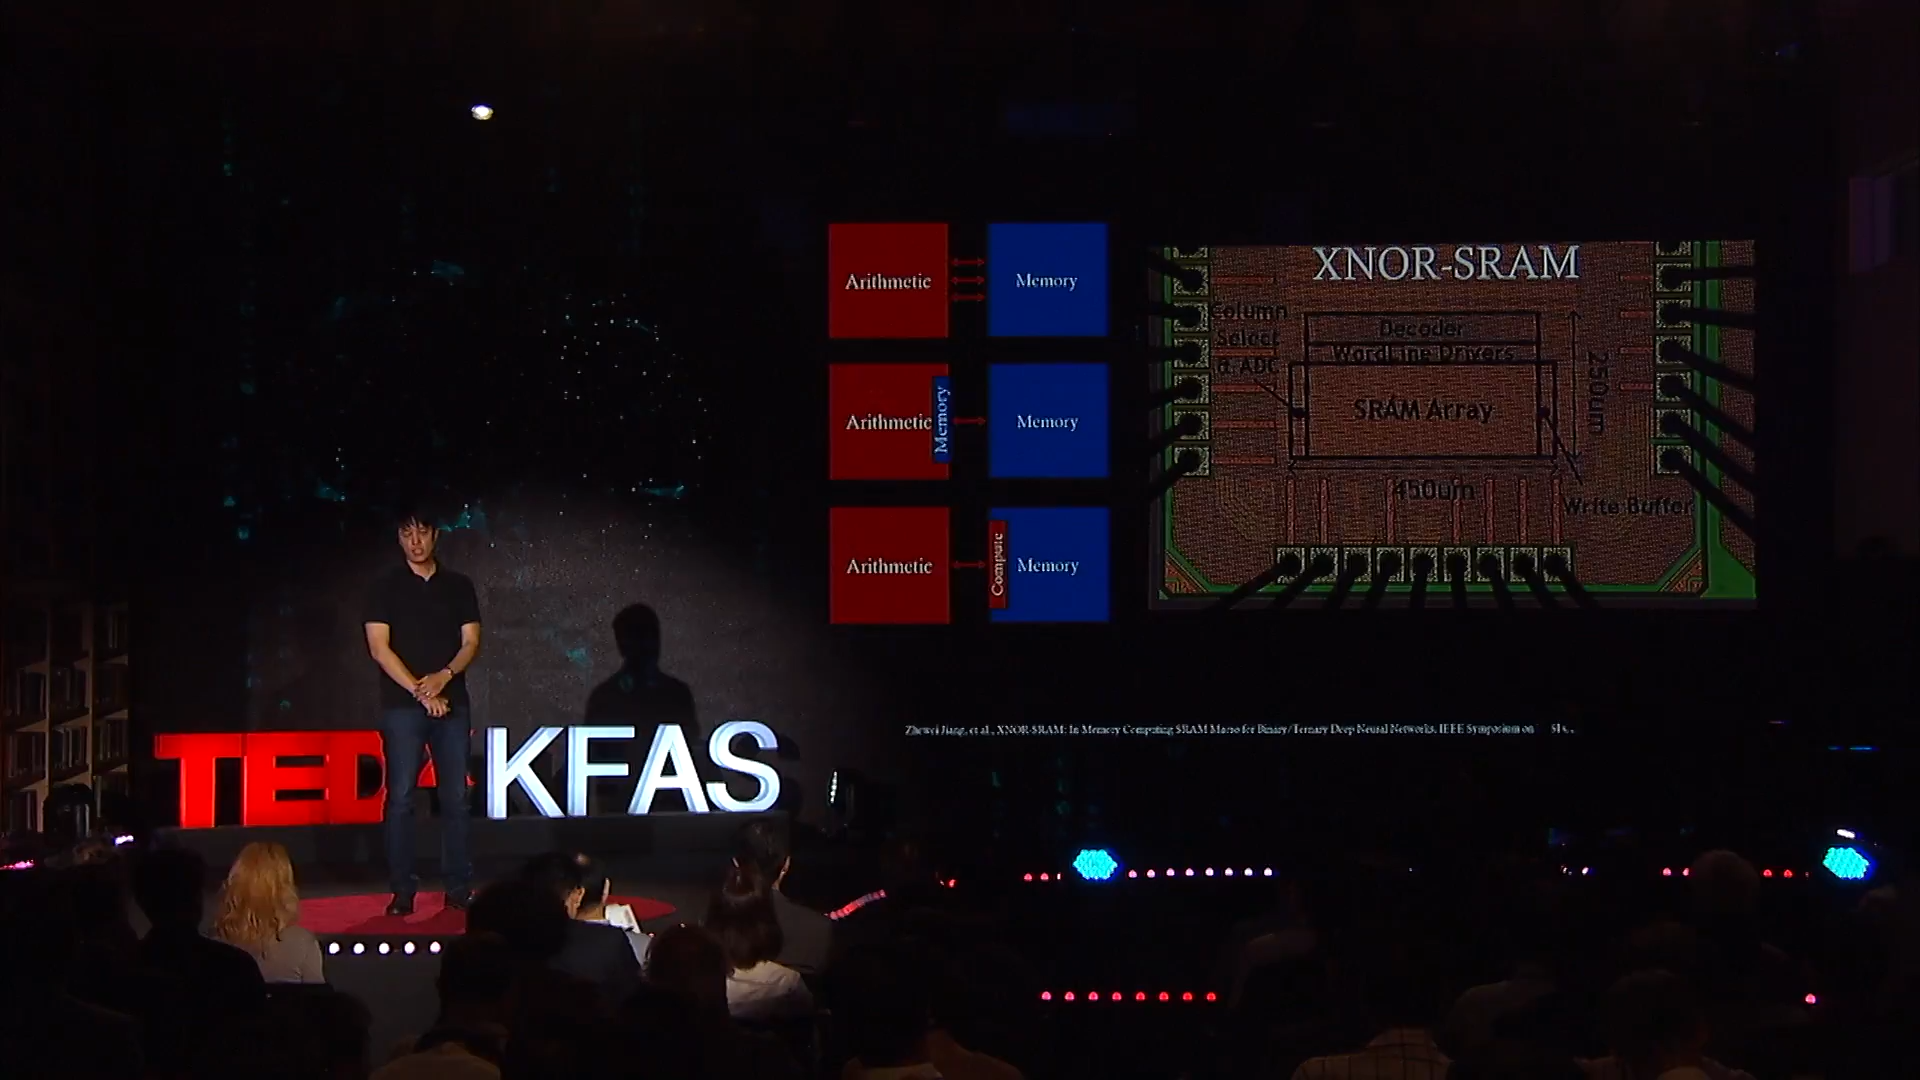 Arithmetic
Memory
Arithmetic
Memory
Memory
Arithmetic
Compute
Memory
XNOR-SRAM
Column
Select
& ADC
Decoder
WordLine Drivers
SRAM Array
250um
450um
Write Buffer
TEDx KFAS
Zhewei Jiang, et al., XNOR-SRAM: In Memory Computing SRAM Macro for Binary/Ternary Deep Neural Networks, IEEE Symposium on